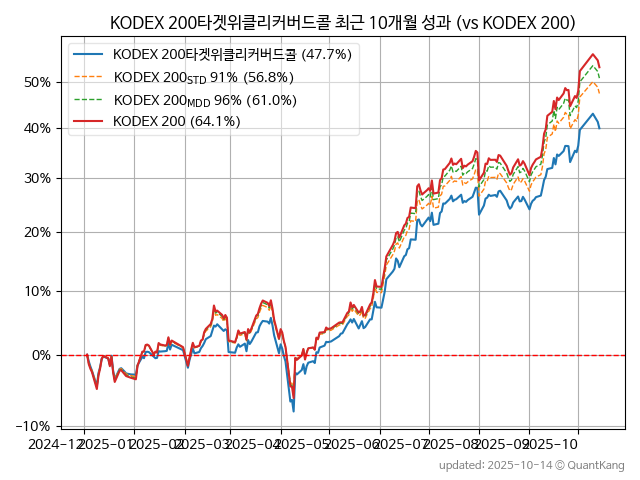 KODEX 200타겟위클리커버드콜 최근 10개월 성과 (vs KODEX 200)
KODEX 200타겟위클리커버드콜 (47.7%)
KODEX 200STD 91% (56.8%)
KODEX 200MDD 96% (61.0%)
KODEX 200 (64.1%)
50%
40%
30%
20%
10%
0%
−10%
2024-12 2025-01 2025-02 2025-03 2025-04 2025-05 2025-06 2025-07 2025-08 2025-09 2025-10
updated: 2025-10-14 © QuantKang